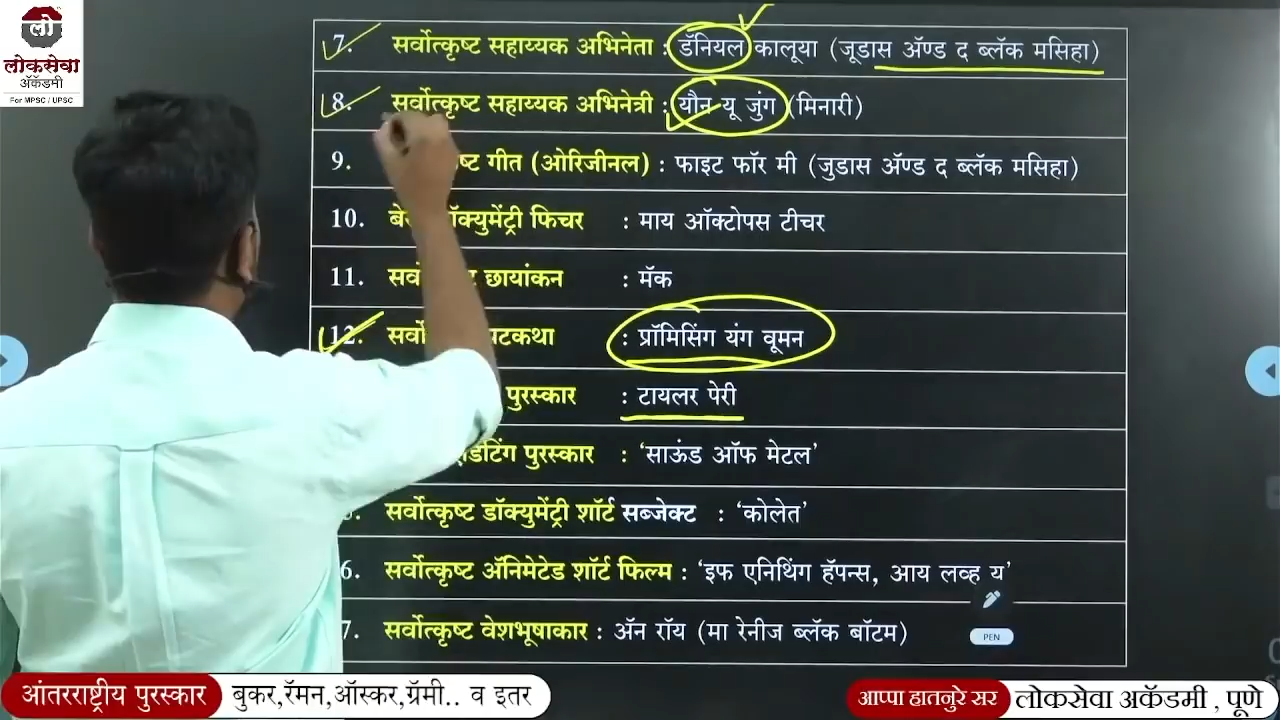 लो
लोकसेवा
अ‍ॅकॅडमी
For MPSC / UPSC
7. सर्वोत्कृष्ट सहाय्यक अभिनेता : डॅनियल कालूया (जूडास अ‍ॅण्ड द ब्लॅक मसिहा)
8. सर्वोत्कृष्ट सहाय्यक अभिनेत्री : यौन यू जुंग (मिनारी)
9. गीत (ओरिजीनल) : फाइट फॉर मी (जुडास अ‍ॅण्ड द ब्लॅक मसिहा)
10. फिचर : माय ऑक्टोपस टीचर
11. छायांकन : मॅक
12. : प्रॉमिसिंग यंग वूमन
पुरस्कार : टायलर पेरी
पुरस्कार : ‘साऊंड ऑफ मेटल’
सर्वोत्कृष्ट डॉक्युमेंट्री शॉर्ट सब्जेक्ट : ‘कोलेत’
6. सर्वोत्कृष्ट अ‍ॅनिमेटेड शॉर्ट फिल्म : ‘इफ एनिथिंग हॅपन्स, आय लव्ह य’
7. सर्वोत्कृष्ट वेशभूषाकार : अ‍ॅन रॉय (मा रेनीज ब्लॅक बॉटम)
PEN
आंतरराष्ट्रीय पुरस्कार बुकर,रॅमन,ऑस्कर,ग्रॅमी.. व इतर
आप्पा हातनुरे सर लोकसेवा अकॅडमी , पूणे